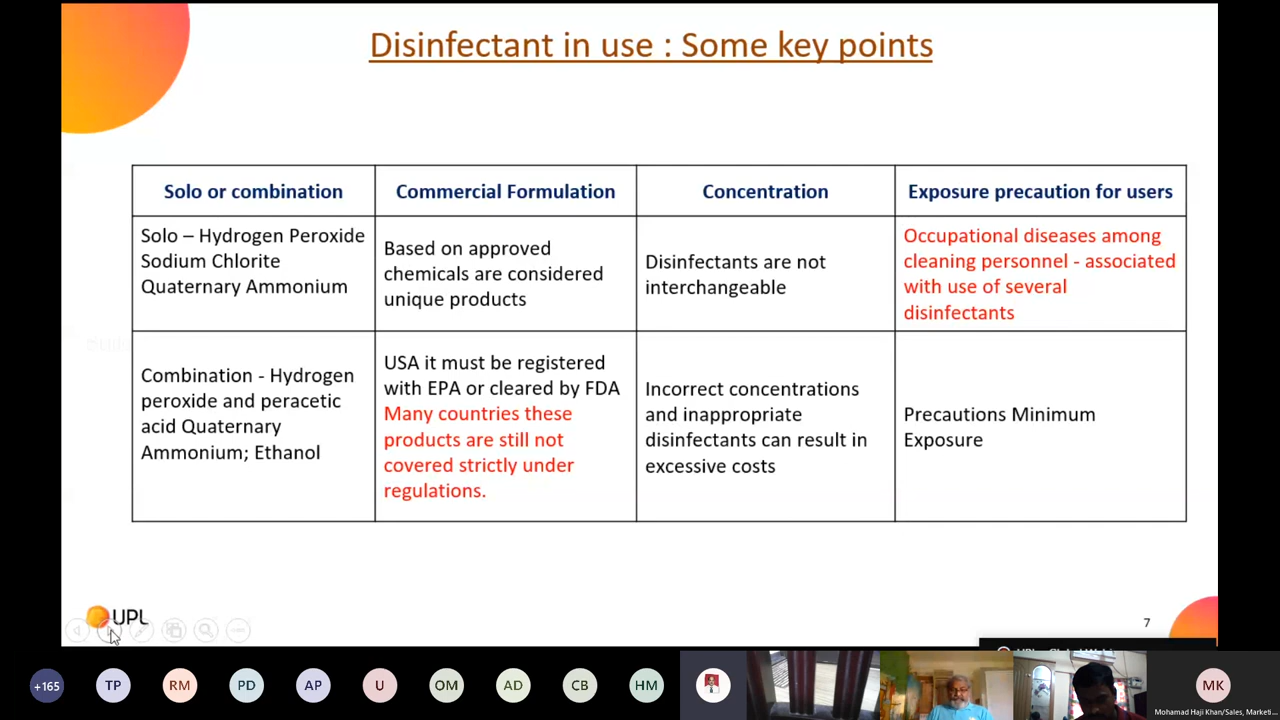 Disinfectant in use : Some key points
Solo or combination
Commercial Formulation
Concentration
Exposure precaution for users
Solo – Hydrogen Peroxide
Sodium Chlorite
Quaternary Ammonium
Based on approved
chemicals are considered
unique products
Disinfectants are not
interchangeable
Occupational diseases among
cleaning personnel - associated
with use of several
disinfectants
Combination - Hydrogen
peroxide and peracetic
acid Quaternary
Ammonium; Ethanol
USA it must be registered
with EPA or cleared by FDA
Many countries these
products are still not
covered strictly under
regulations.
Incorrect concentrations
and inappropriate
disinfectants can result in
excessive costs
Precautions Minimum
Exposure
UPL
7
+165
TP
RM
PD
AP
U
OM
AD
CB
HM
MK
Mohamad Haji Khan/Sales, Marketi...